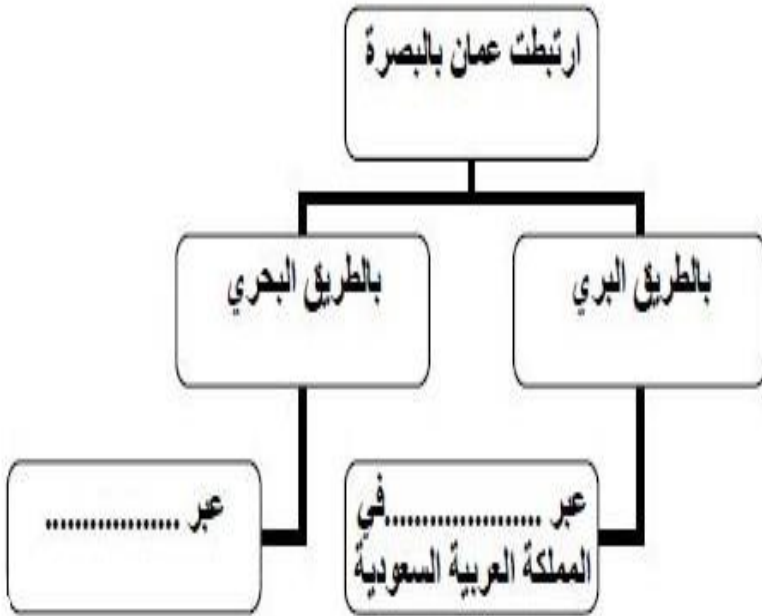 ارتبطت عمان بالبصرة
بالطريق البري
بالطريق البحري
عبر ....................في
المملكة العربية السعودية
عبر .................